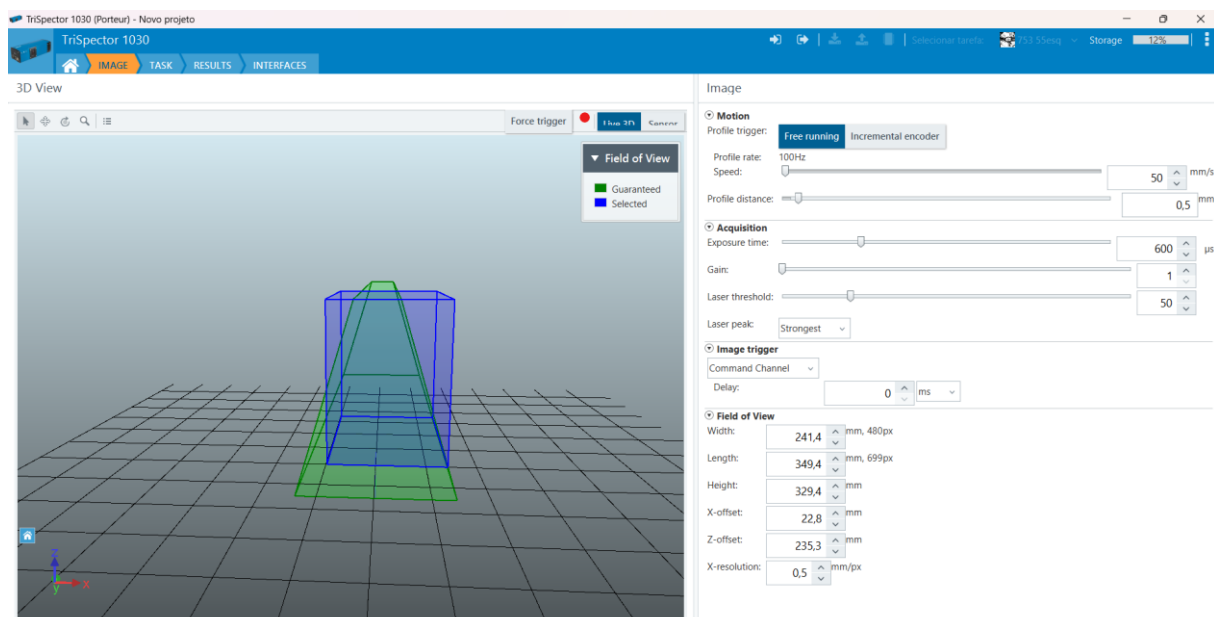 TriSpector 1030 (Porteur) - Novo projeto
TriSpector 1030
Selecionar tarefa:
Storage 12%
IMAGE TASK RESULTS INTERFACES
3D View
Image
Force trigger Live 3D Sensor
Field of View
Guaranteed
Selected
Z
X
y
Motion
Profile trigger: Free running Incremental encoder
Profile rate: 100Hz
Speed: 50 mm/s
Profile distance: 0,5 mm
Acquisition
Exposure time: 600 µs
Gain: 1
Laser threshold: 50
Laser peak: Strongest
Image trigger
Command Channel
Delay: 0 ms
Field of View
Width: 241,4 mm, 480px
Length: 349,4 mm, 699px
Height: 329,4 mm
X-offset: 22,8 mm
Z-offset: 235,3 mm
X-resolution: 0,5 mm/px